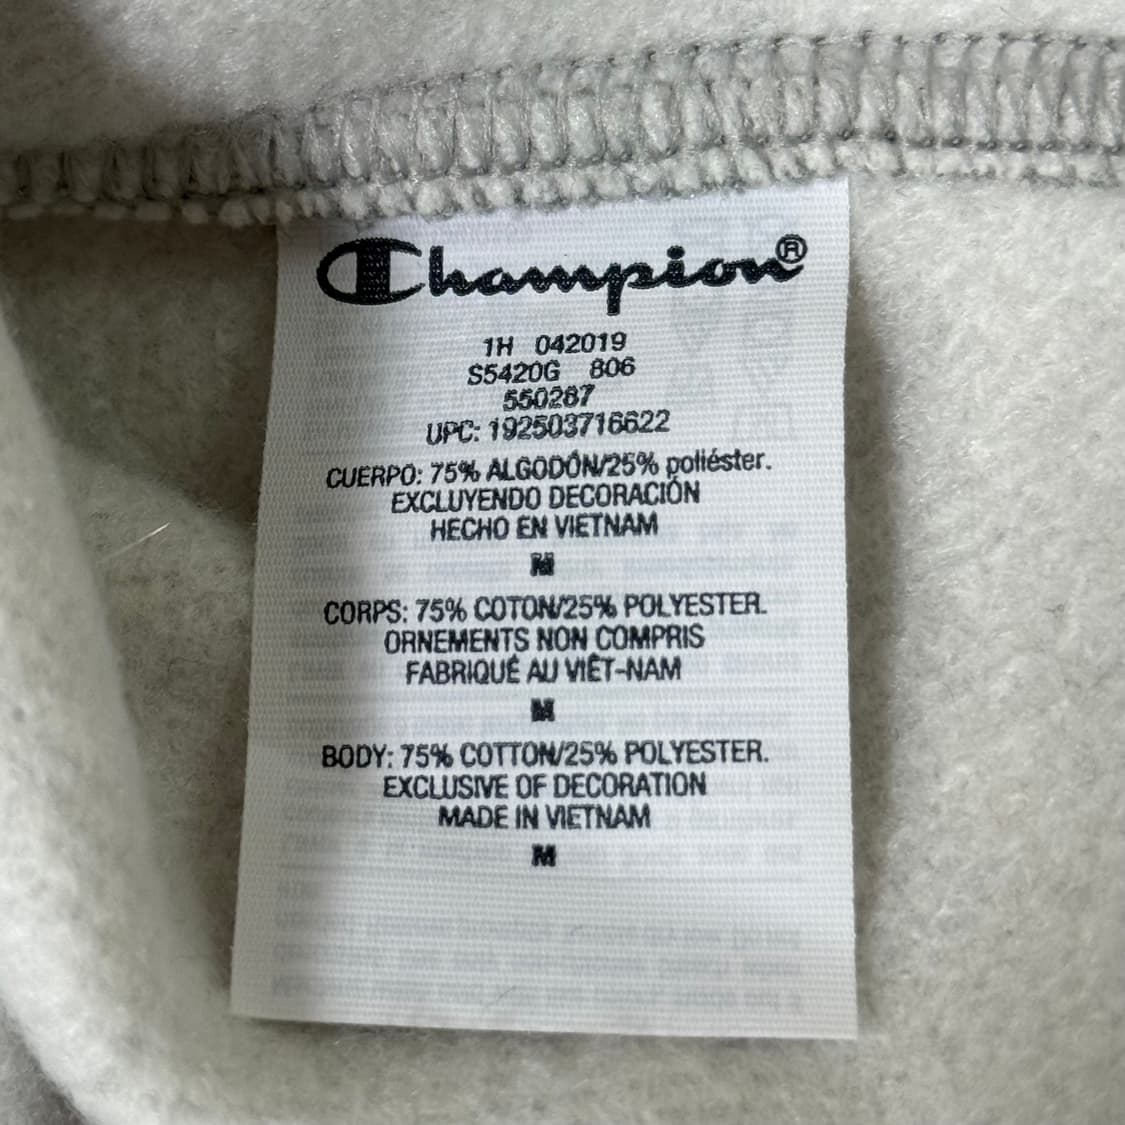 Champion®
1H 042019
S5420G 806
550287
UPC: 192503716622
CUERPO: 75% ALGODÓN/25% poliéster.
EXCLUYENDO DECORACIÓN
HECHO EN VIETNAM
M
CORPS: 75% COTON/25% POLYESTER.
ORNEMENTS NON COMPRIS
FABRIQUÉ AU VIÊT-NAM
M
BODY: 75% COTTON/25% POLYESTER.
EXCLUSIVE OF DECORATION
MADE IN VIETNAM
M